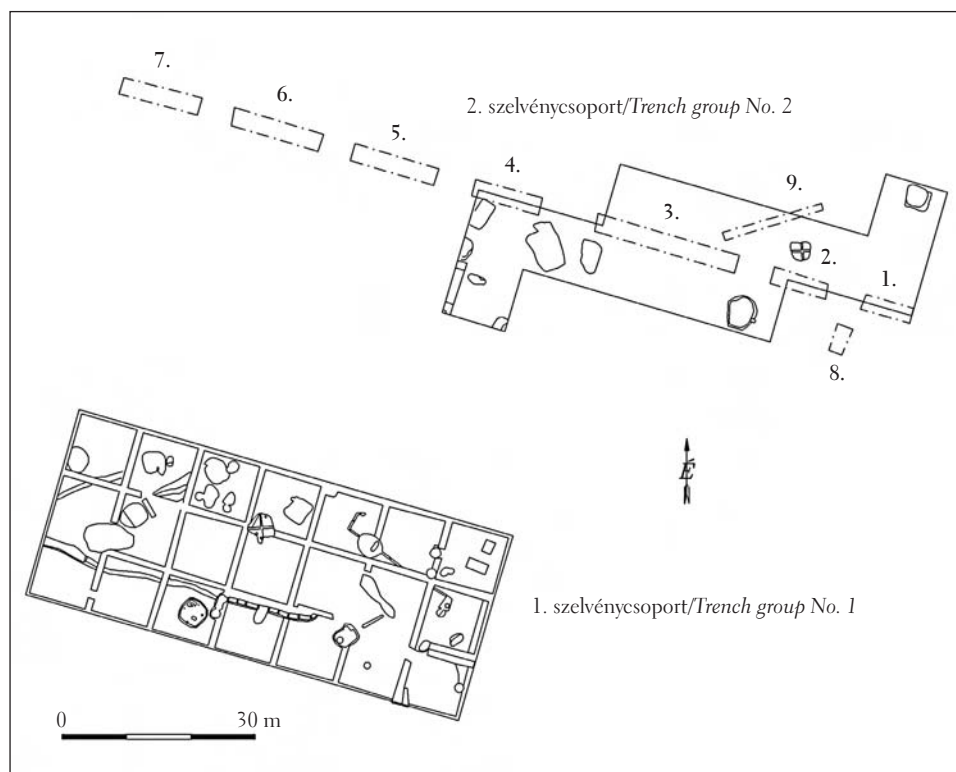 7.
6.
2. szelvénycsoport/Trench group No. 2
5.
4.
9.
3.
2.
1.
8.
É
1. szelvénycsoport/Trench group No. 1
0 30 m